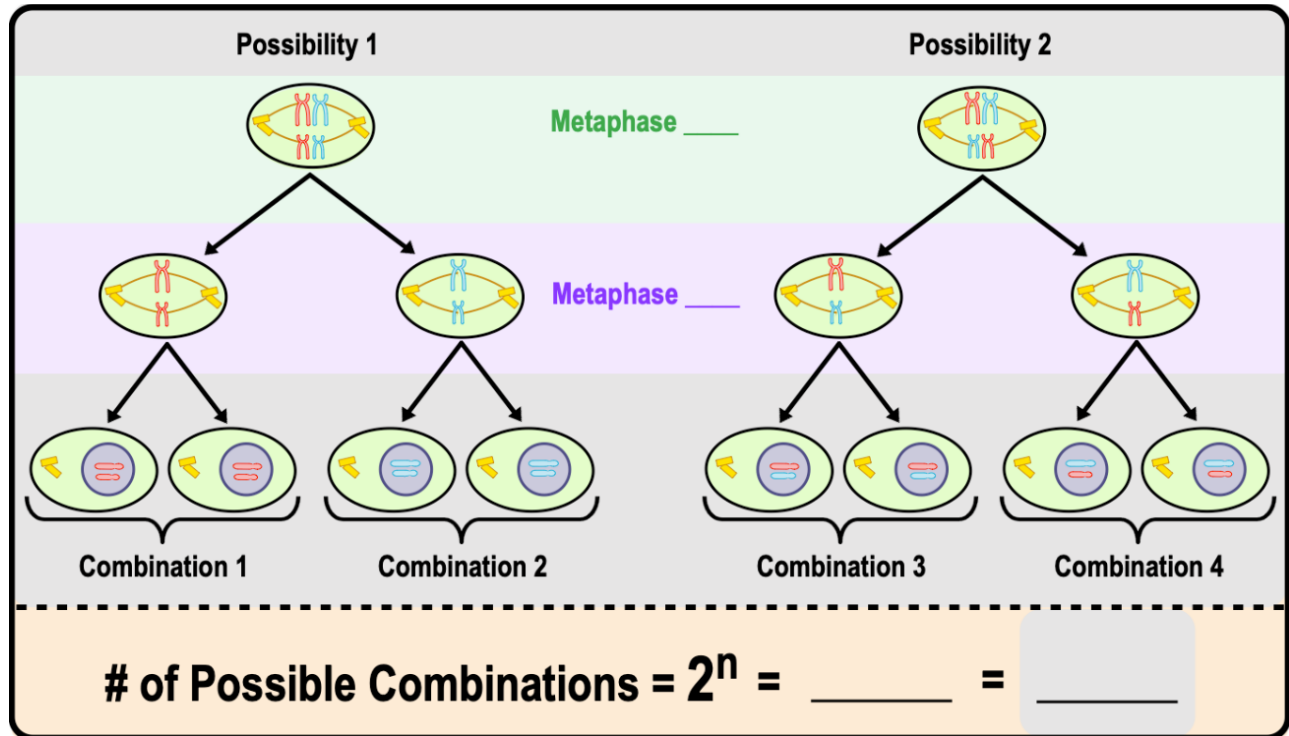 Possibility 1 Possibility 2
Metaphase ____
Metaphase ____
Combination 1 Combination 2 Combination 3 Combination 4
# of Possible Combinations = 2ⁿ = ______ = ______